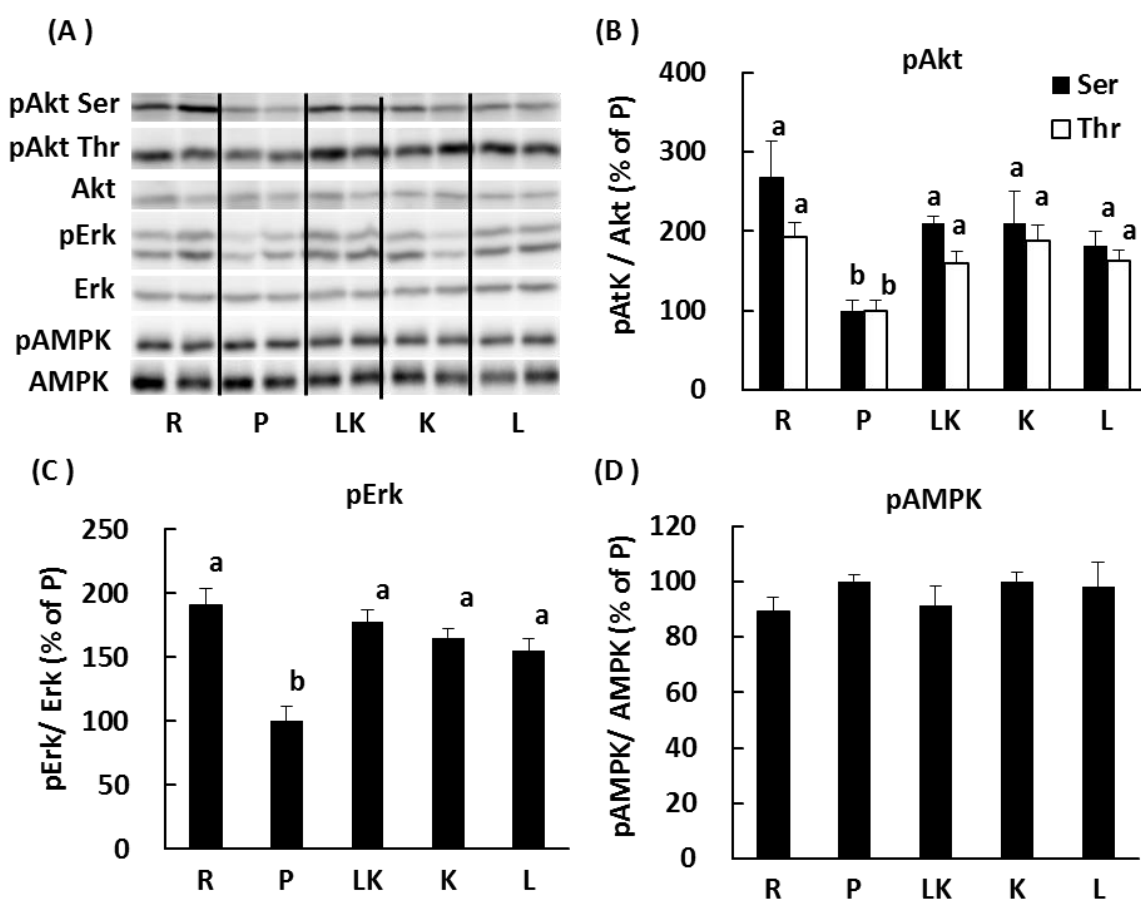 (A )
pAkt Ser
pAkt Thr
Akt
pErk
Erk
pAMPK
AMPK
R P LK K L
(B )
pAkt
Ser
Thr
pAtK / Akt (% of P)
400
300
200
100
0
a
a
b b
a
a
a
a
a
a
R P LK K L
(C )
pErk
pErk/ Erk (% of P)
250
200
150
100
50
0
a
b
a
a
a
R P LK K L
(D )
pAMPK
pAMPK/ AMPK (% of P)
120
100
80
60
40
20
0
R P LK K L